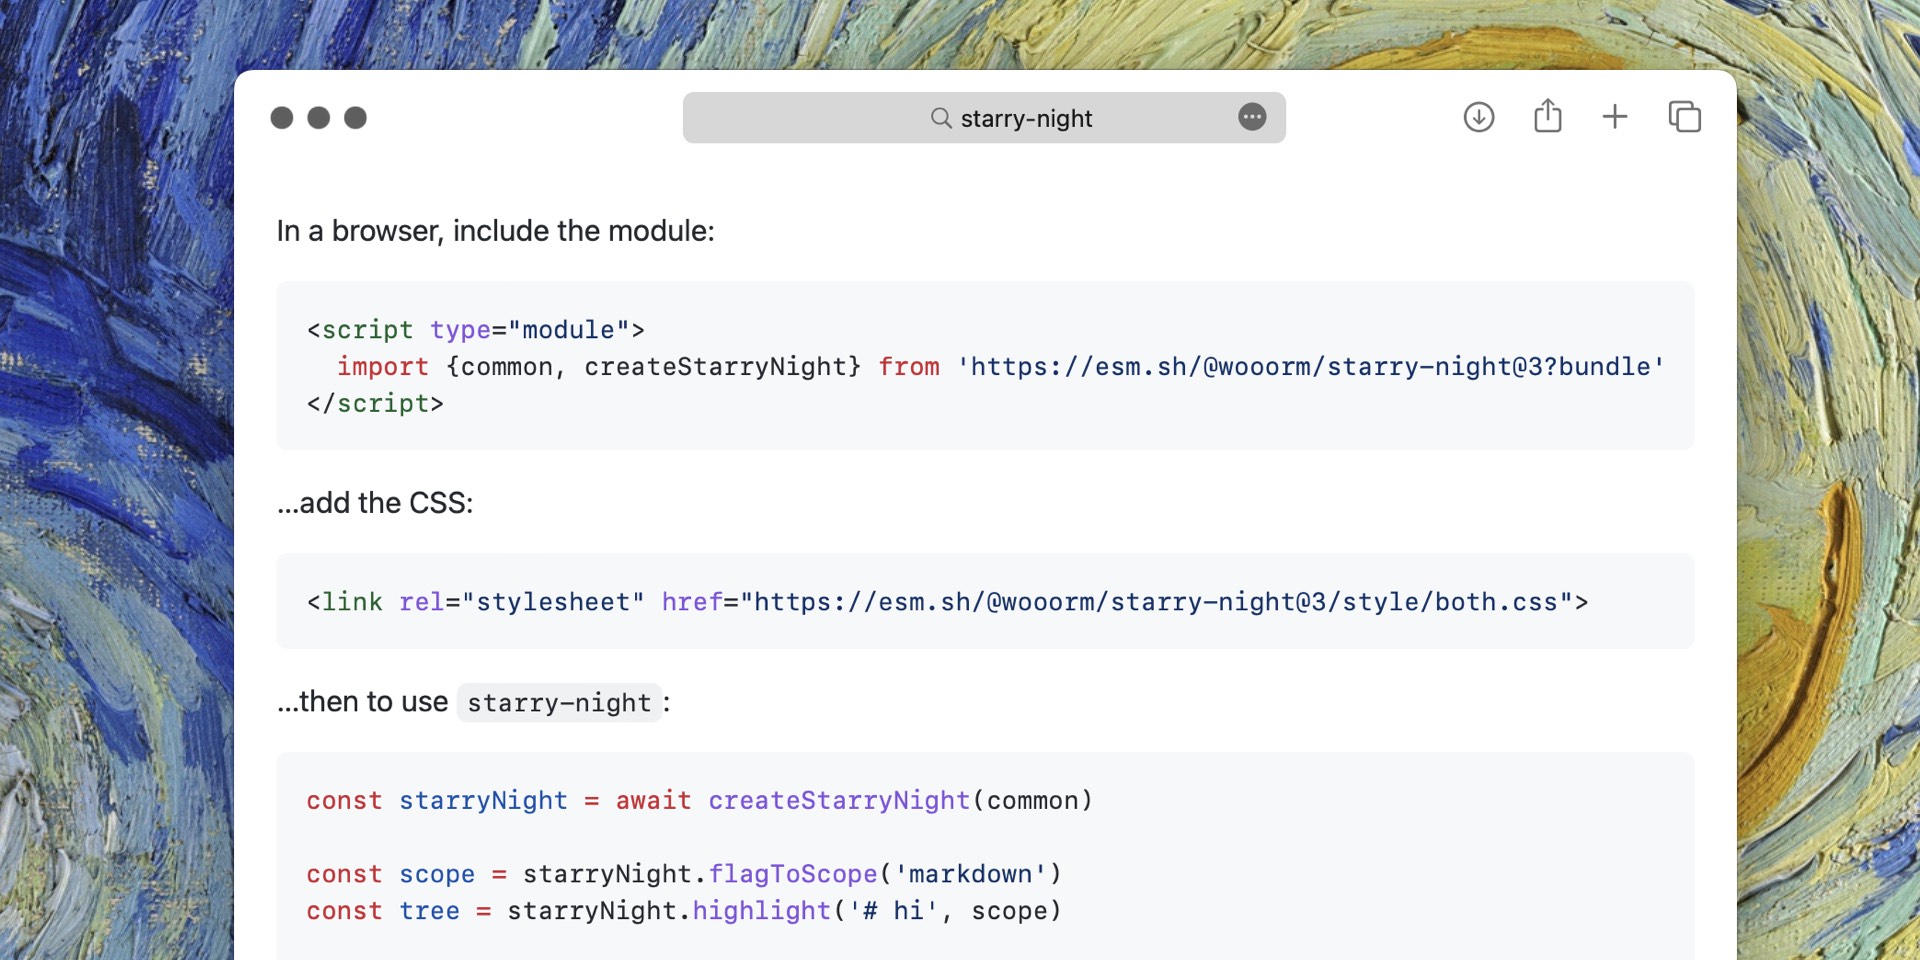 starry-night
In a browser, include the module:
<script type="module">
  import {common, createStarryNight} from 'https://esm.sh/@wooorm/starry-night@3?bundle'
</script>
...add the CSS:
<link rel="stylesheet" href="https://esm.sh/@wooorm/starry-night@3/style/both.css">
...then to use starry-night:
const starryNight = await createStarryNight(common)
const scope = starryNight.flagToScope('markdown')
const tree = starryNight.highlight('# hi', scope)